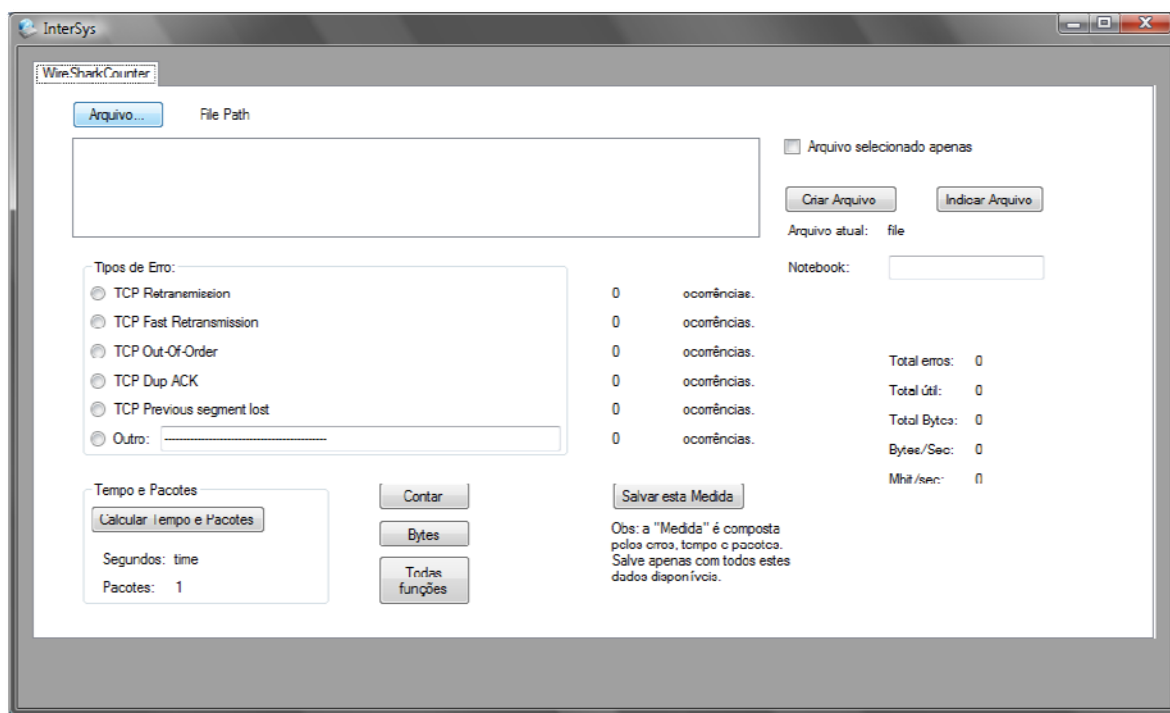 InterSys
WireSharkCounter
Arquivo...
File Path
Arquivo selecionado apenas
Criar Arquivo
Indicar Arquivo
Arquivo atual: file
Notebook:
Tipos de Erro:
TCP Retransmission
0 ocorrências.
TCP Fast Retransmission
0 ocorrências.
TCP Out-Of-Order
0 ocorrências.
TCP Dup ACK
0 ocorrências.
TCP Previous segment lost
0 ocorrências.
Outro: --------------------------------------------
0 ocorrências.
Total erros: 0
Total útil: 0
Total Bytes: 0
Bytes/Sec: 0
Mbit/sec: 0
Tempo e Pacotes
Calcular Tempo e Pacotes
Segundos: time
Pacotes: 1
Contar
Bytes
Todas
funções
Salvar esta Medida
Obs: a "Medida" é composta
pelos erros, tempo e pacotes.
Salve apenas com todos estes
dados disponíveis.